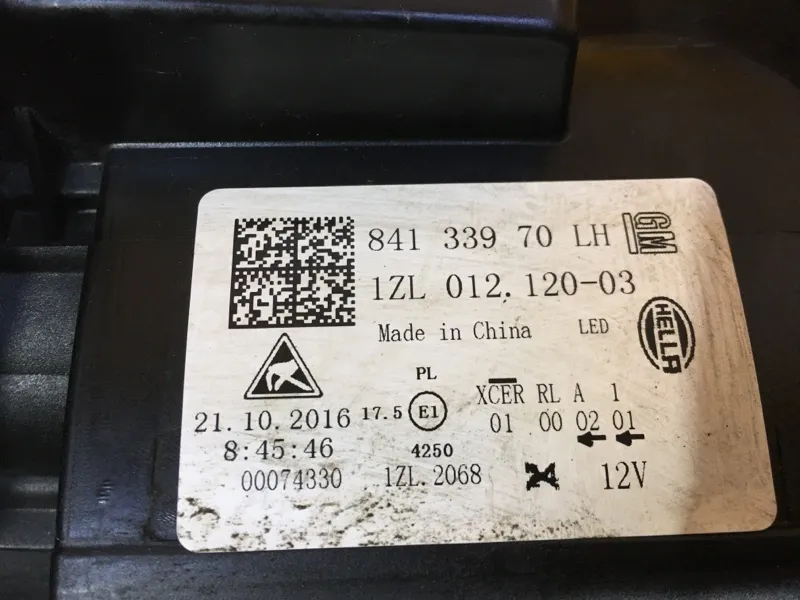 841 339 70 LH GM
1ZL 012.120-03
Made in China LED HELLA
PL
XCER RL A 1
21.10.2016 17.5 E1 01 00 02 01
8:45:46 4250
00074330 1ZL.2068 12V